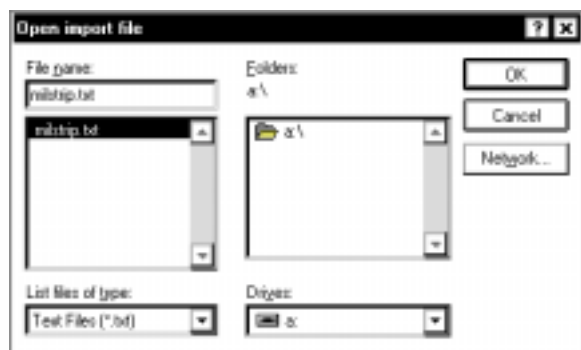 Open import file
File name:
milstrip.txt
milstrip.txt
List files of type:
Text Files (*.txt)
Folders:
a:\
a:\
Drives:
a:
OK
Cancel
Network...